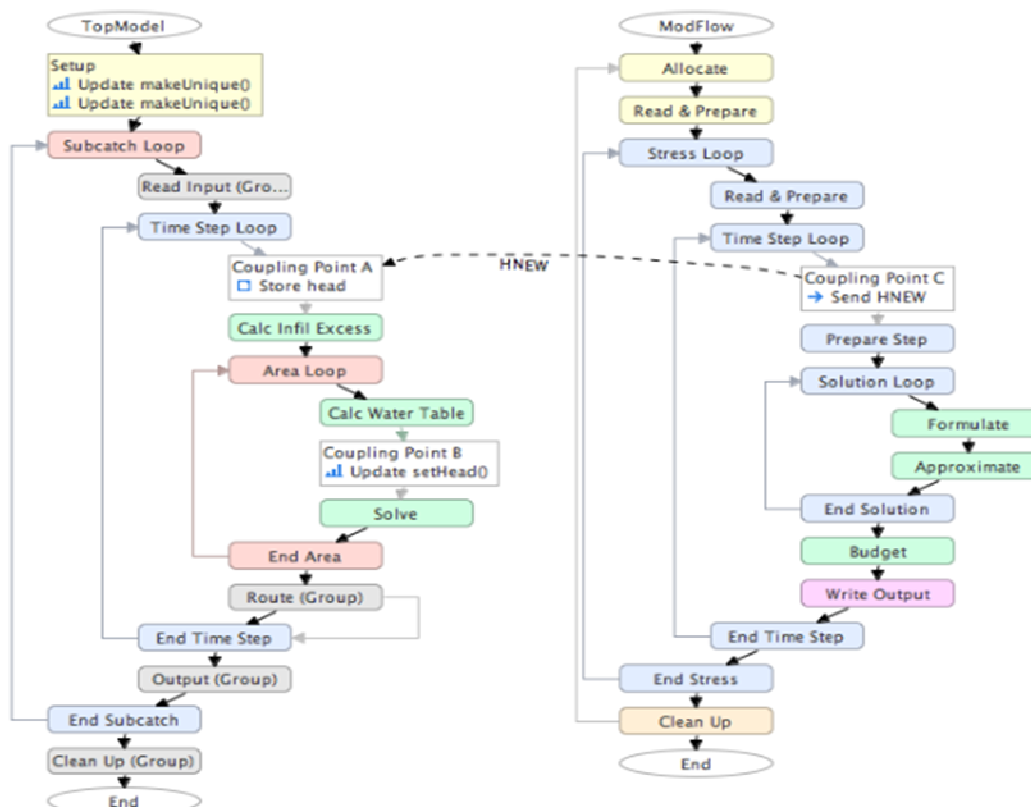 TopModel
Setup
Update makeUnique()
Update makeUnique()
Subcatch Loop
Read Input (Gro...
Time Step Loop
Coupling Point A
Store head
Calc Infil Excess
Area Loop
Calc Water Table
Coupling Point B
Update setHead()
Solve
End Area
Route (Group)
End Time Step
Output (Group)
End Subcatch
Clean Up (Group)
End
HNEW
ModFlow
Allocate
Read & Prepare
Stress Loop
Read & Prepare
Time Step Loop
Coupling Point C
Send HNEW
Prepare Step
Solution Loop
Formulate
Approximate
End Solution
Budget
Write Output
End Time Step
End Stress
Clean Up
End